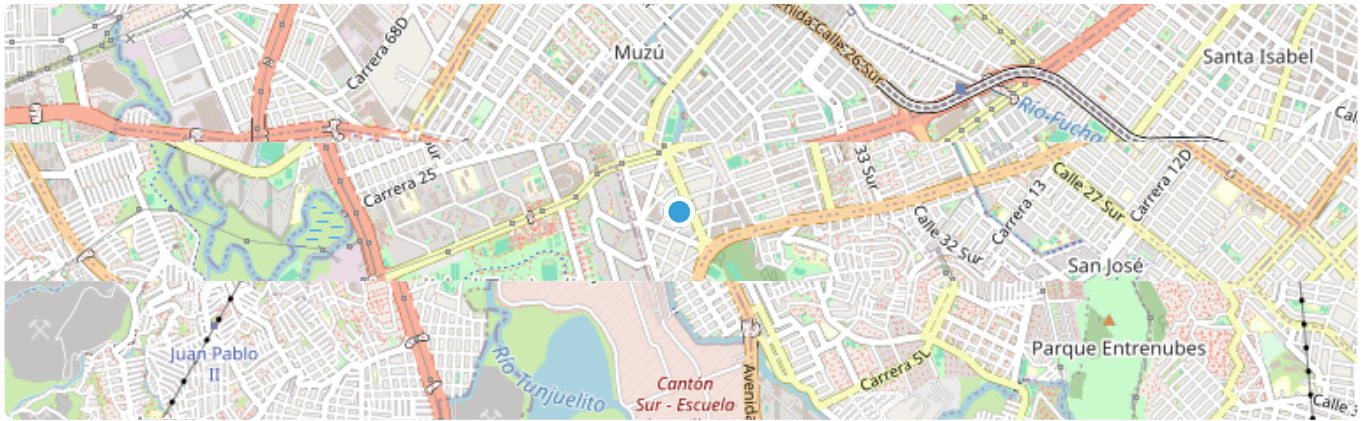 Carrera 68D
Muzú
Avenida Calle 26 Sur
Santa Isabel
Río Fucha
Carrera 25
33 Sur
Calle 32 Sur
Carrera 13
Calle 27 Sur
Carrera 12D
San José
Juan Pablo
II
Río Tunjuelito
Cantón
Sur - Escuela
Avenida
Carrera 5L
Parque Entrenubes